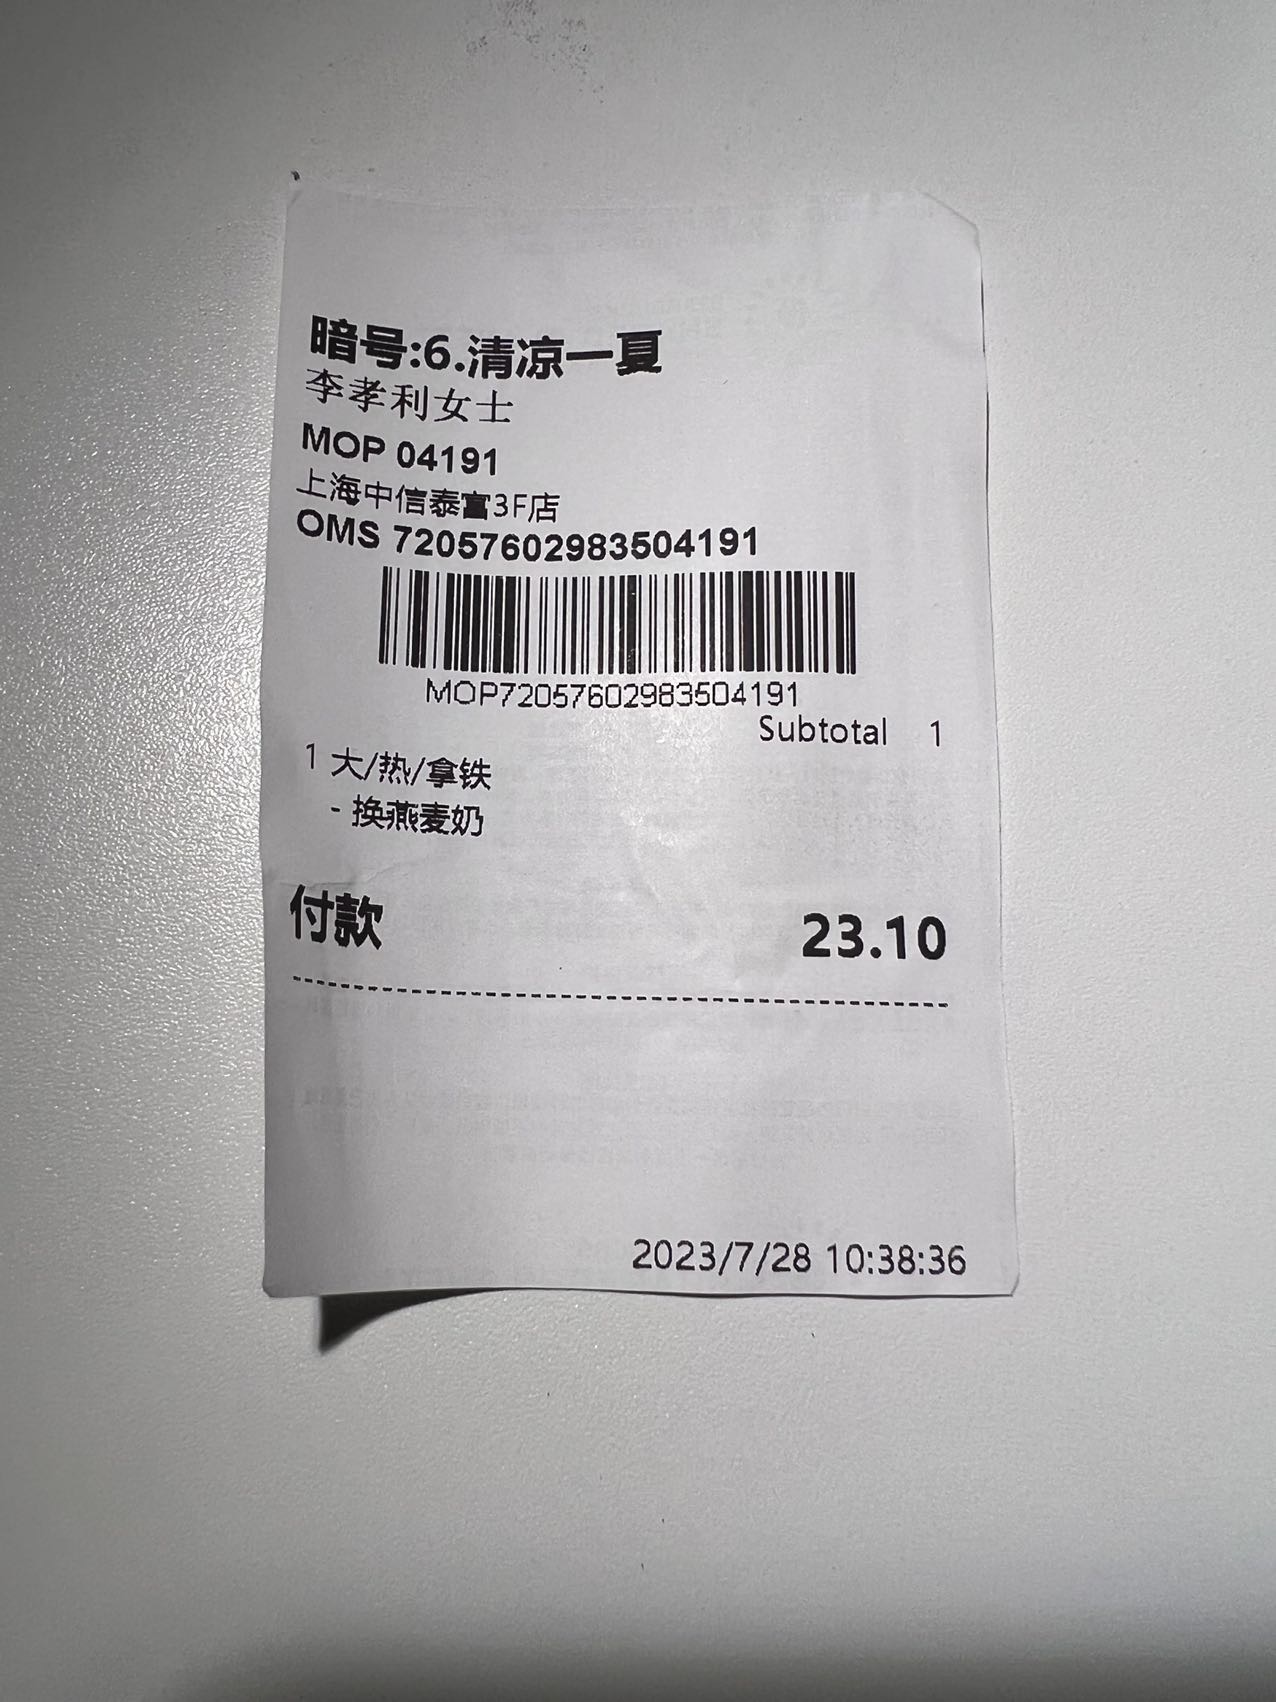 暗号:6.清凉一夏
李孝利女士
MOP 04191
上海中信泰富3F店
OMS 72057602983504191
MOP72057602983504191
Subtotal 1
1 大/热/拿铁
- 换燕麦奶
付款 23.10
2023/7/28 10:38:36